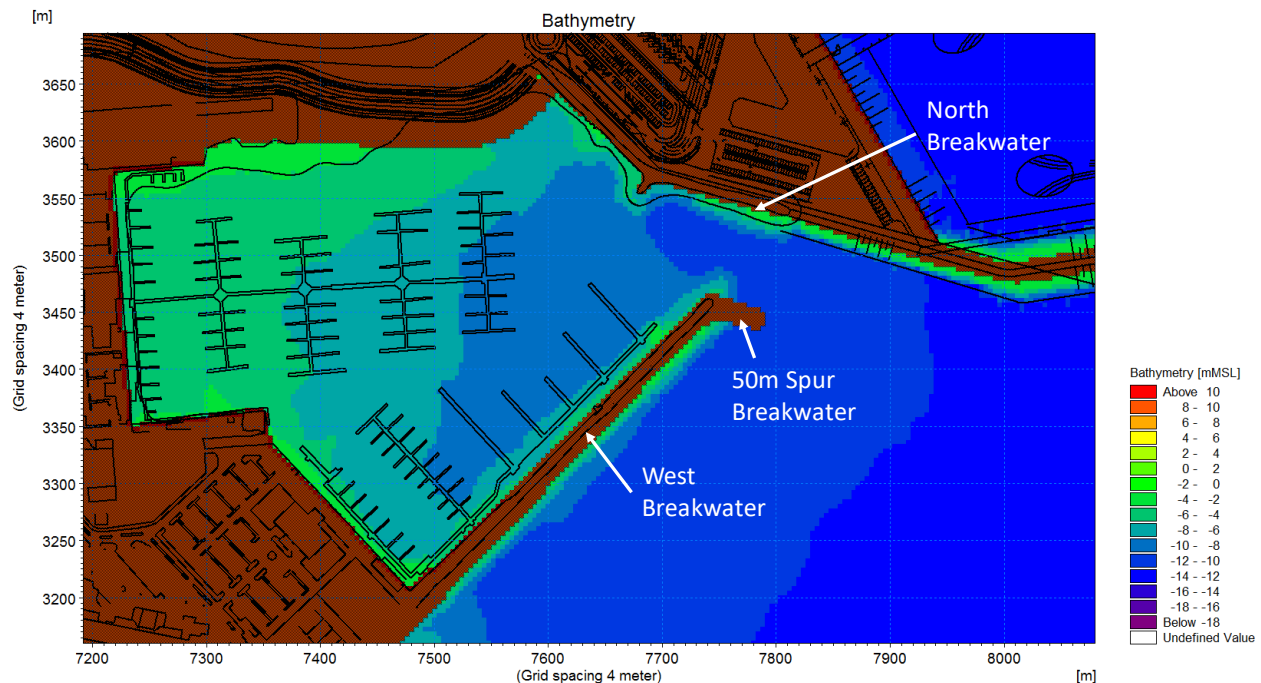 [m]
Bathymetry
3650
3600
3550
3500
3450
3400
3350
3300
3250
3200
(Grid spacing 4 meter)
North
Breakwater
50m Spur
Breakwater
West
Breakwater
7200
7300
7400
7500
7600
7700
7800
7900
8000
(Grid spacing 4 meter)
[m]
Bathymetry [mMSL]
Above 10
8 - 10
6 - 8
4 - 6
2 - 4
0 - 2
-2 - 0
-4 - -2
-6 - -4
-8 - -6
-10 - -8
-12 - -10
-14 - -12
-16 - -14
-18 - -16
Below -18
Undefined Value